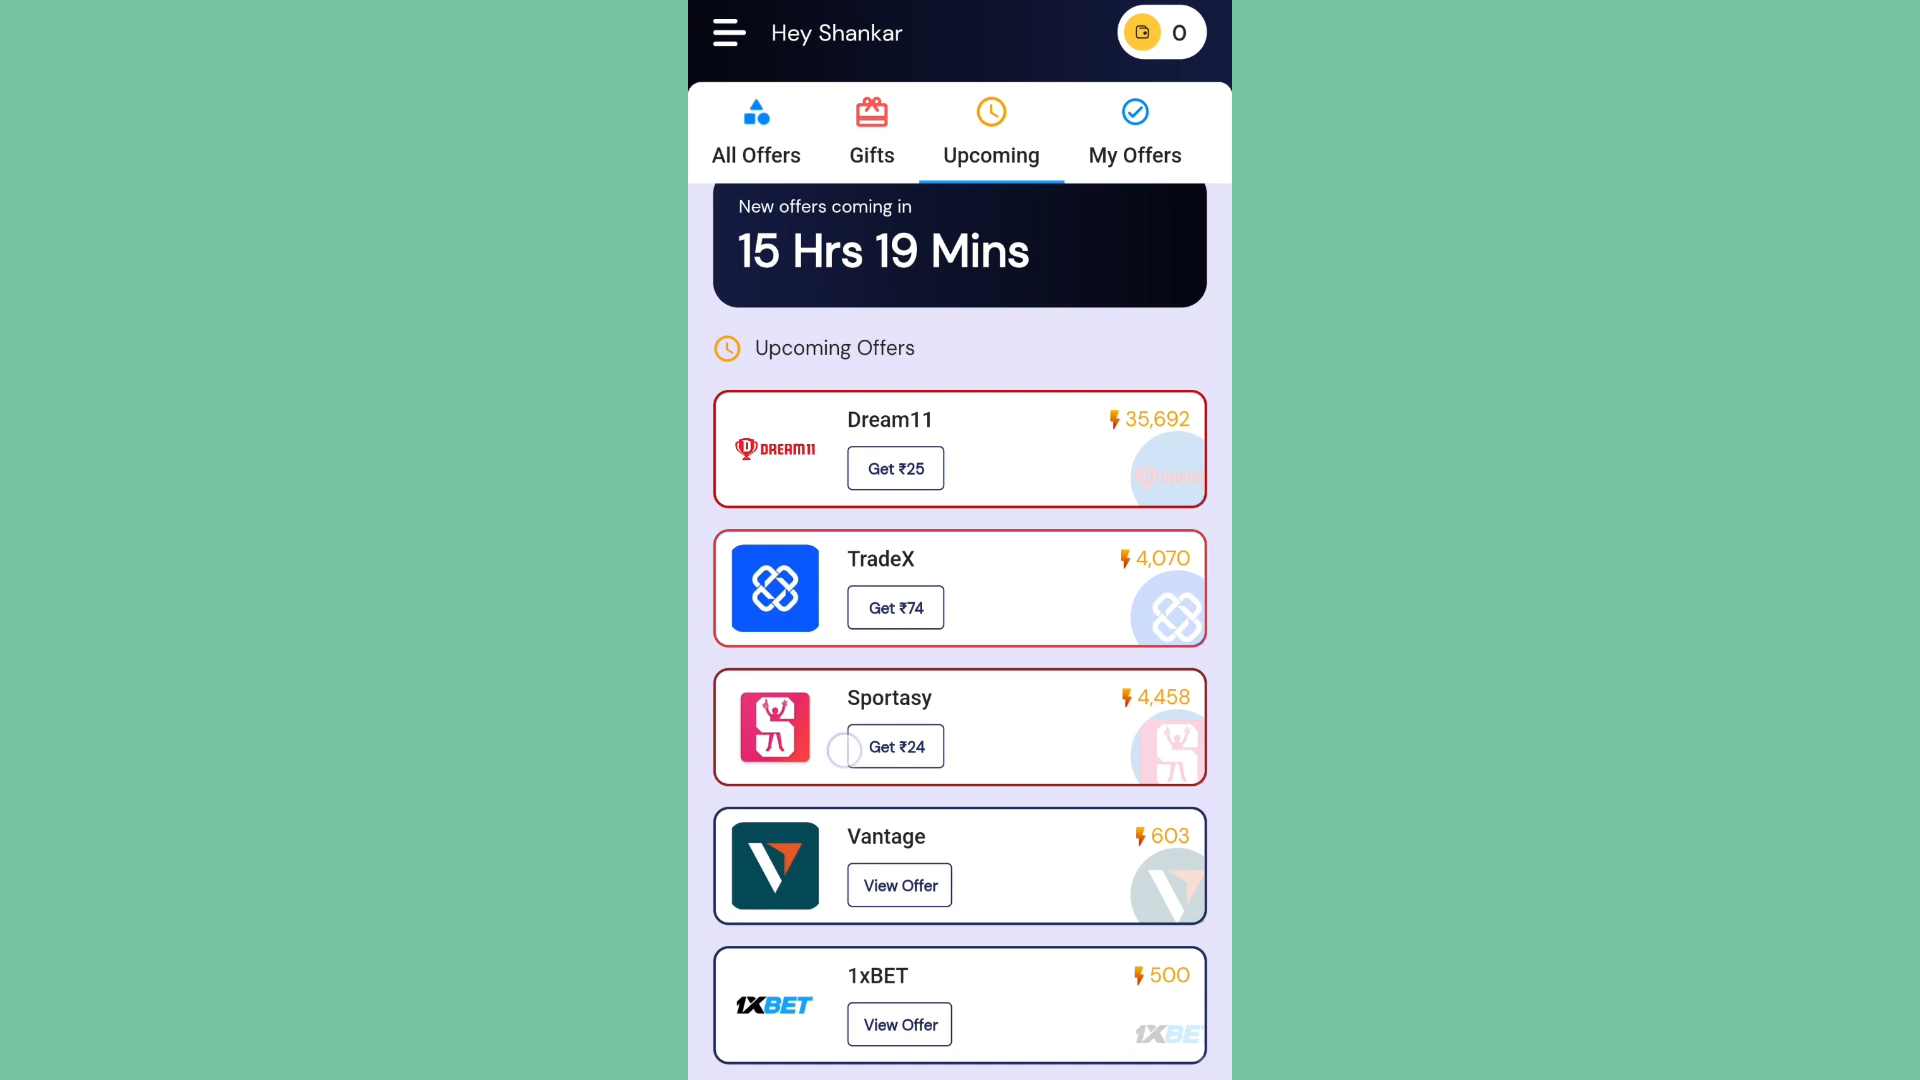 Hey Shankar
0
All Offers
Gifts
Upcoming
My Offers
New offers coming in
15 Hrs 19 Mins
Upcoming Offers
Dream11
35,692
DREAM11
Get ₹25
TradeX
4,070
Get ₹74
Sportasy
4,458
Get ₹24
Vantage
603
View Offer
1xBET
500
1XBET
View Offer
1XBE